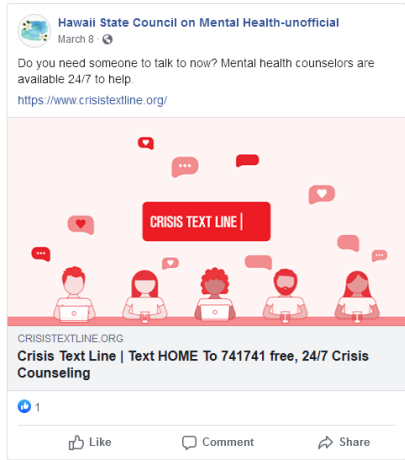 Hawaii State Council on Mental Health-unofficial
March 8 ·
Do you need someone to talk to now? Mental health counselors are
available 24/7 to help.
https://www.crisistextline.org/
CRISIS TEXT LINE |
CRISISTEXTLINE.ORG
Crisis Text Line | Text HOME To 741741 free, 24/7 Crisis
Counseling
1
Like Comment Share